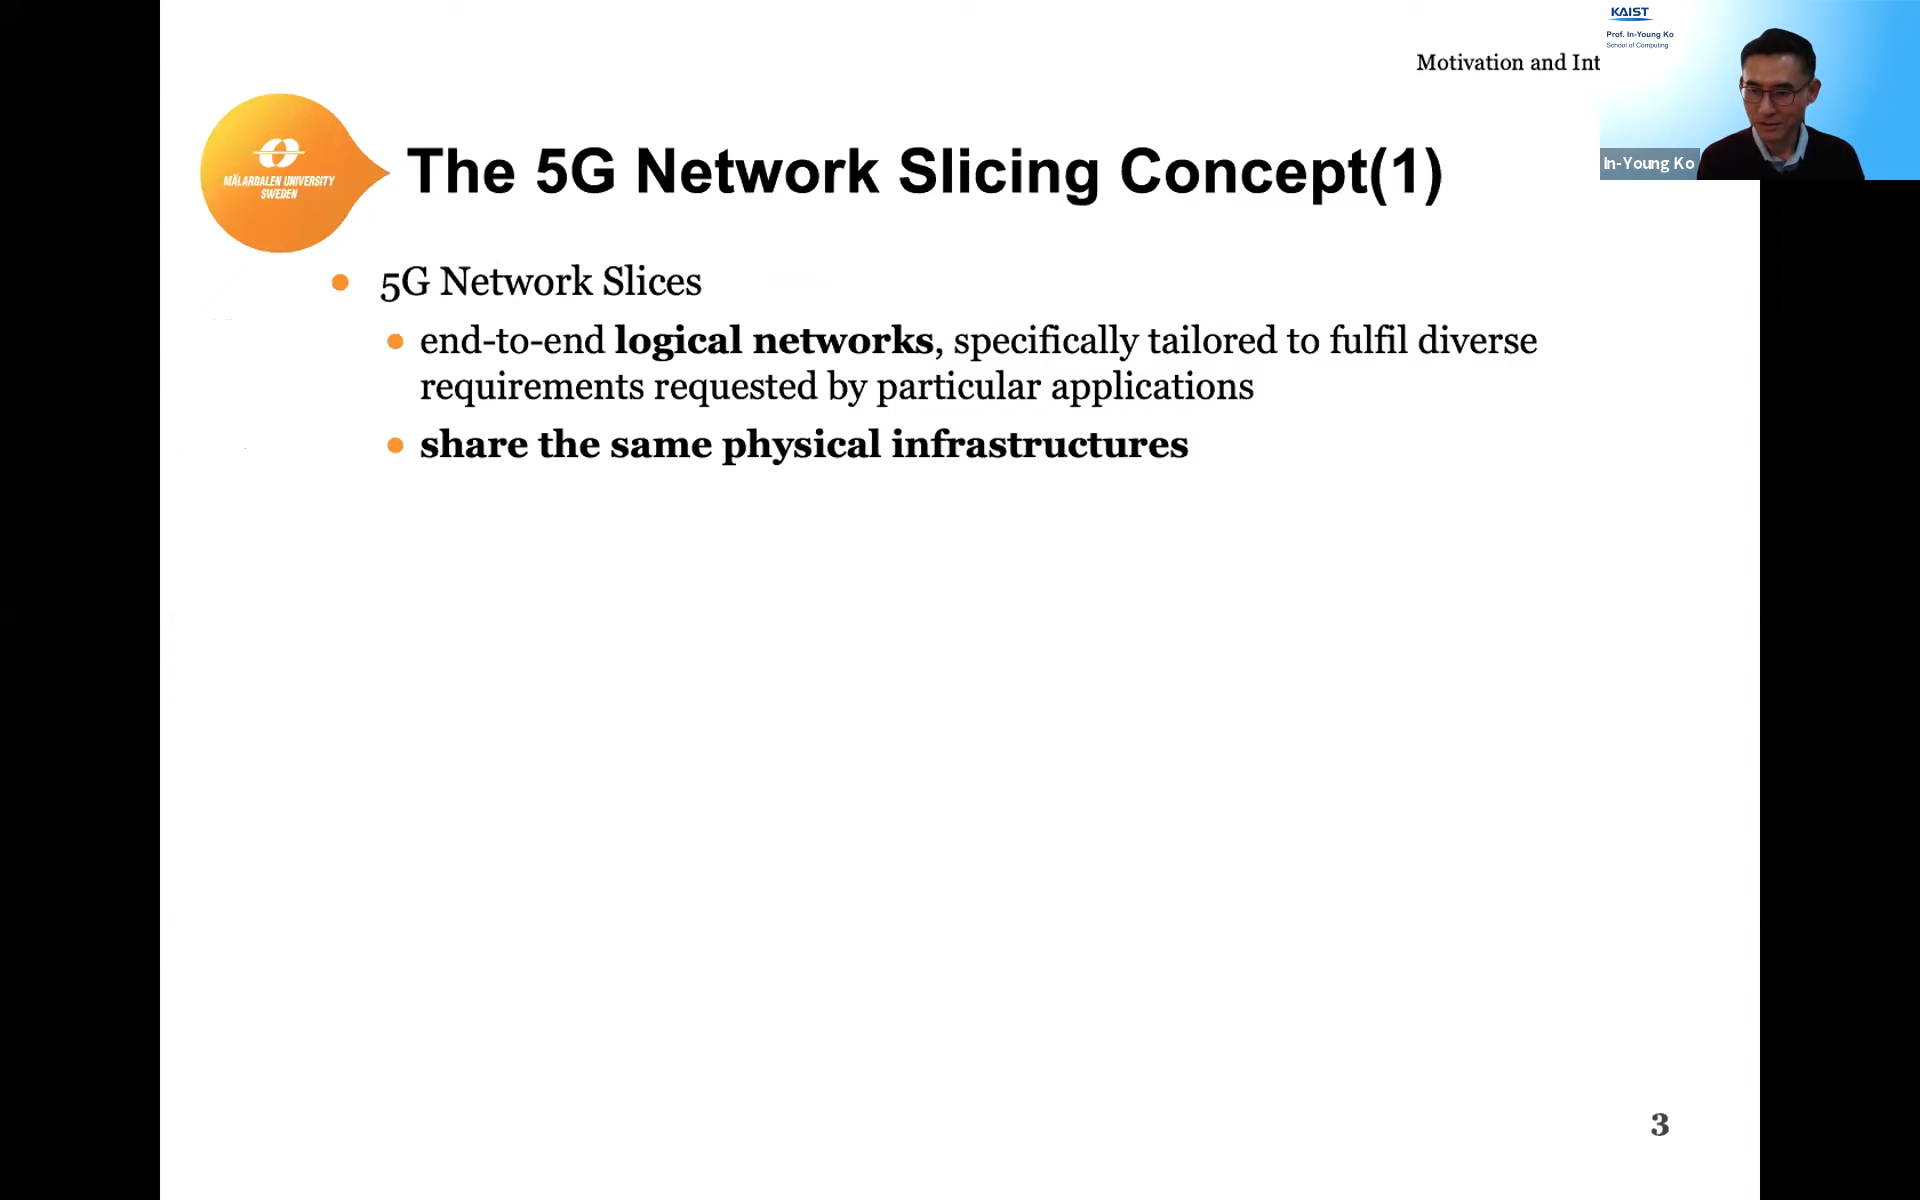 KAIST
Prof. In-Young Ko
School of Computing
Motivation and Int
In-Young Ko
MÄLARDALEN UNIVERSITY
SWEDEN
The 5G Network Slicing Concept(1)
5G Network Slices
end-to-end logical networks, specifically tailored to fulfil diverse
requirements requested by particular applications
share the same physical infrastructures
3